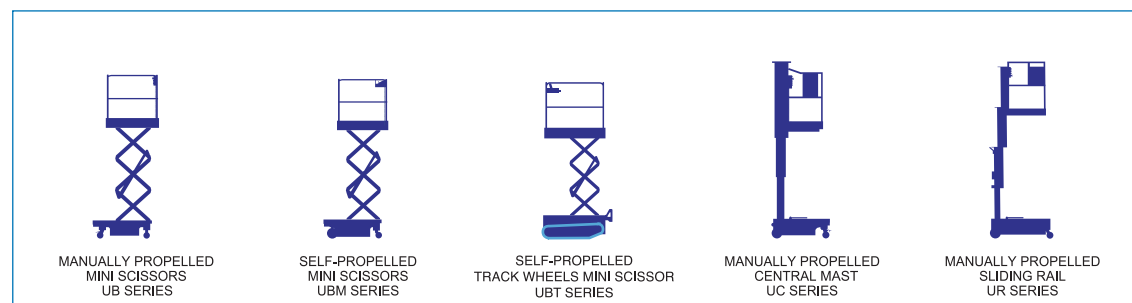 MANUALLY PROPELLED
MINI SCISSORS
UB SERIES
SELF-PROPELLED
MINI SCISSORS
UBM SERIES
SELF-PROPELLED
TRACK WHEELS MINI SCISSOR
UBT SERIES
MANUALLY PROPELLED
CENTRAL MAST
UC SERIES
MANUALLY PROPELLED
SLIDING RAIL
UR SERIES